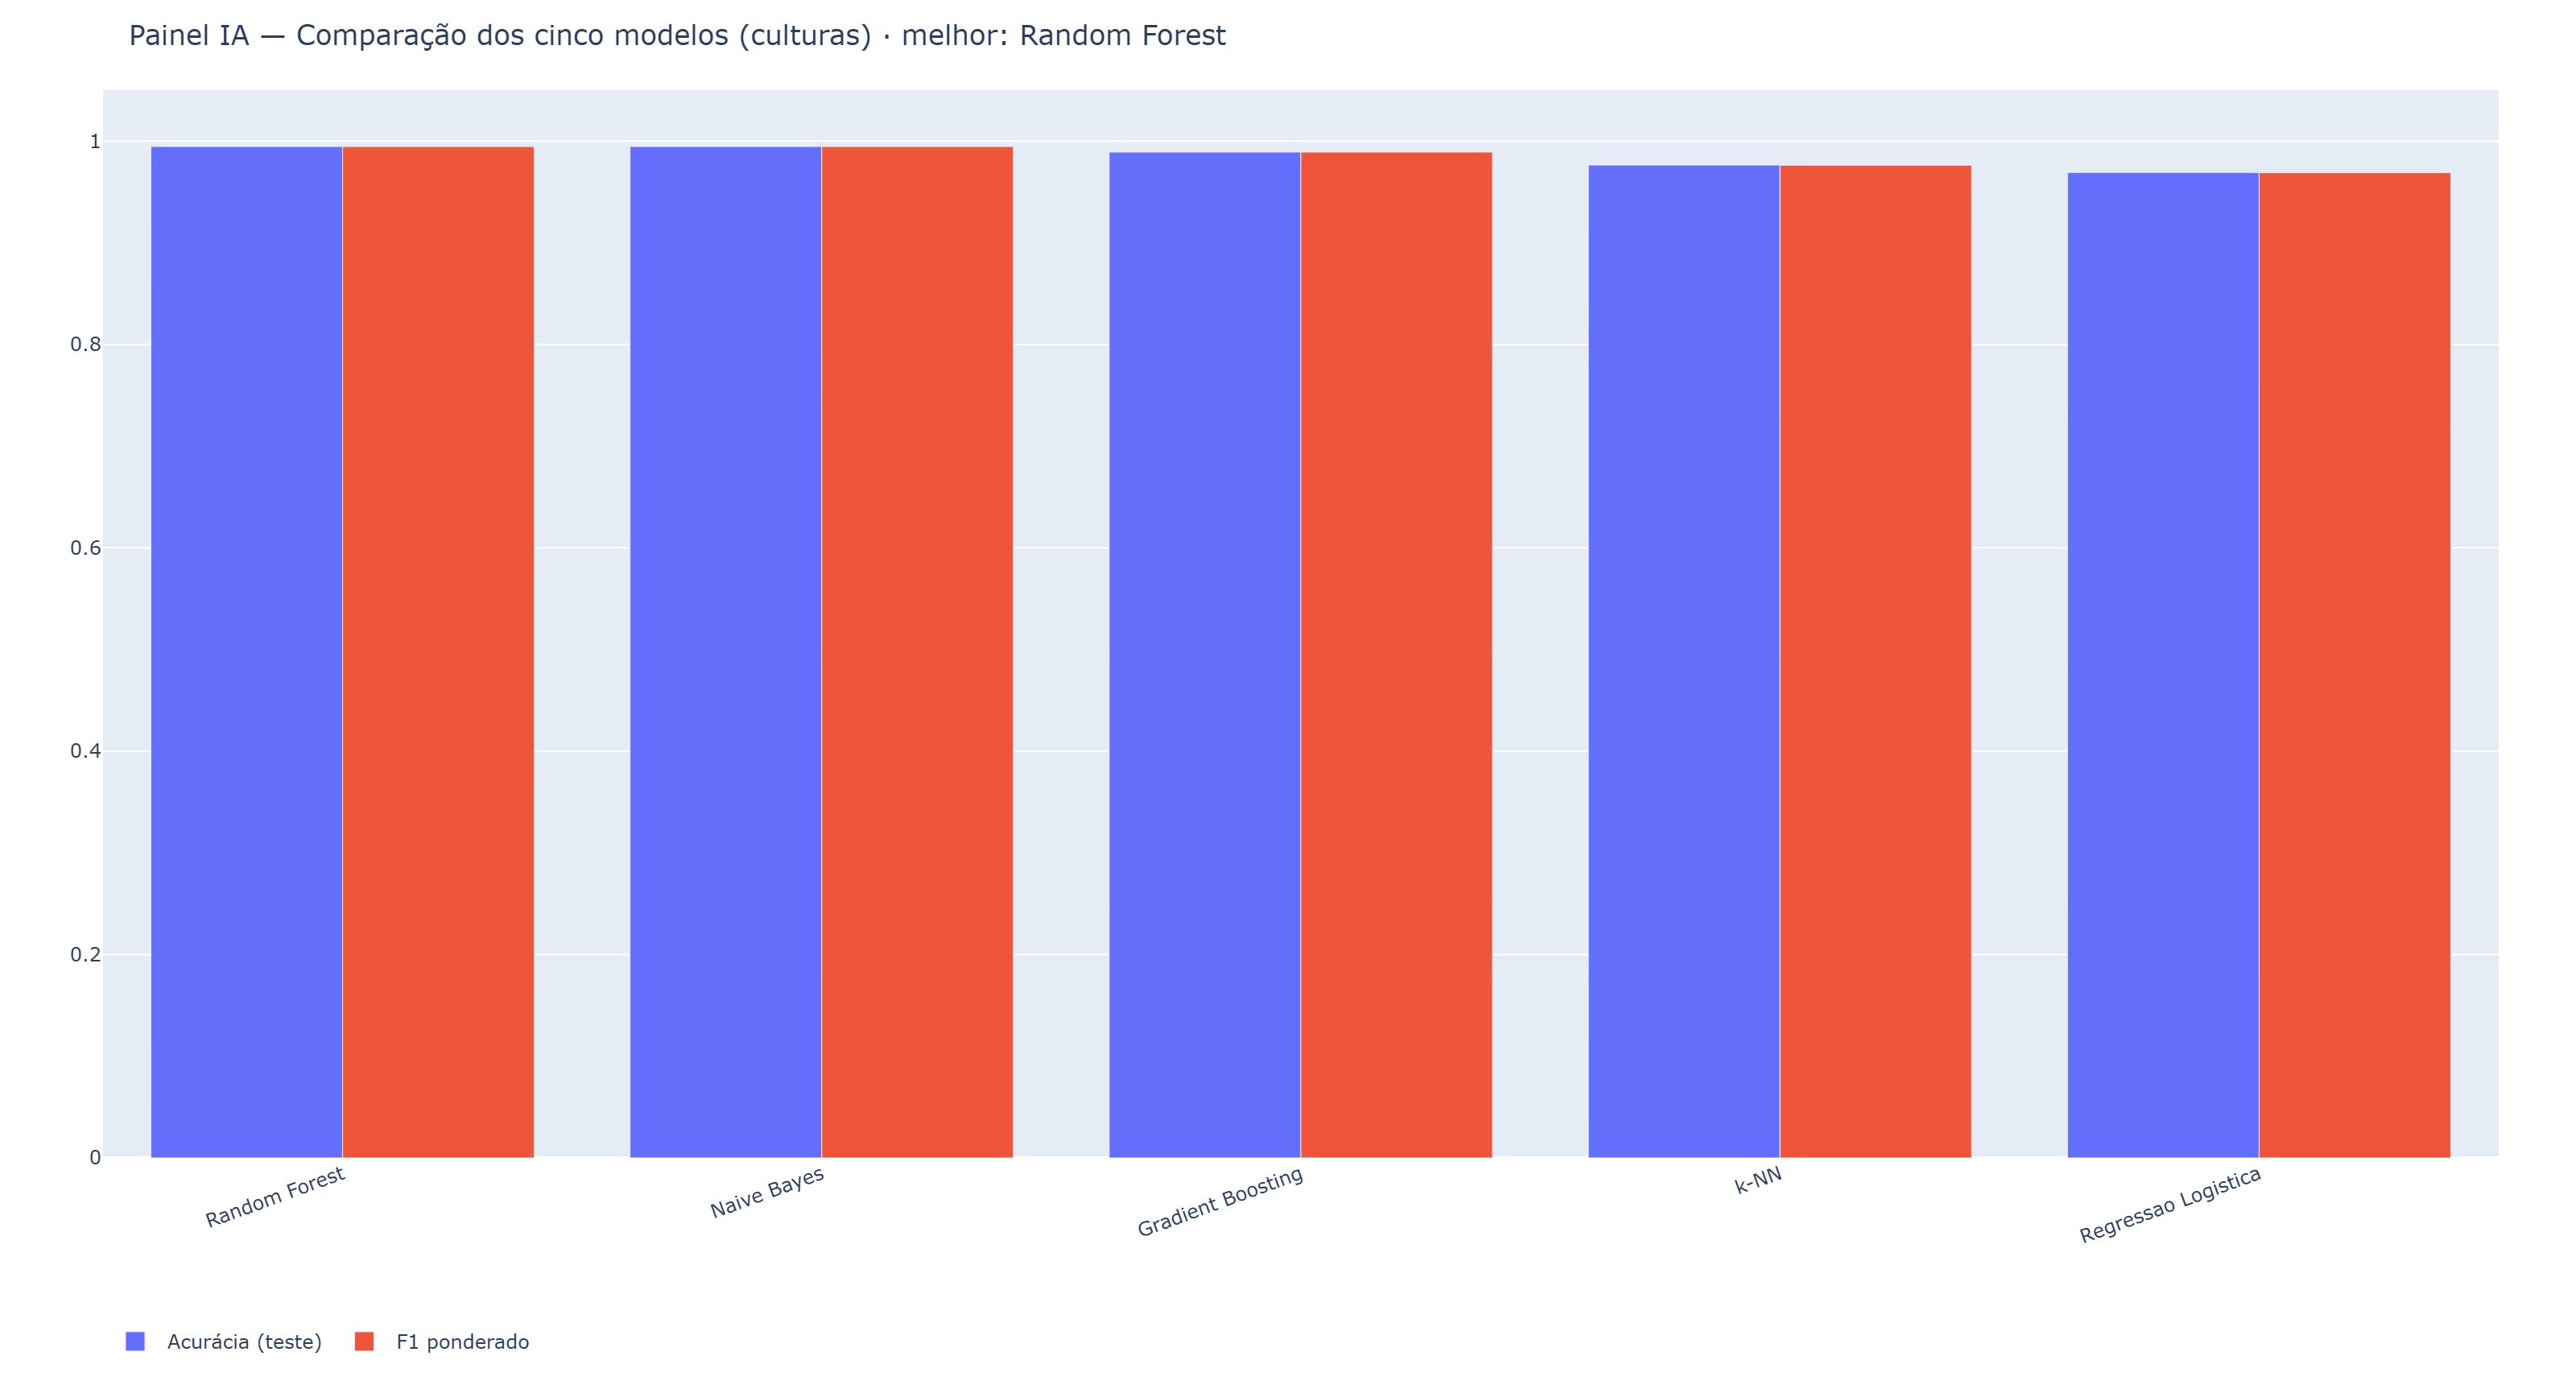 Painel IA — Comparação dos cinco modelos (culturas) · melhor: Random Forest
1
0.8
0.6
0.4
0.2
0
Random Forest
Naive Bayes
Gradient Boosting
k-NN
Regressao Logistica
Acurácia (teste)
F1 ponderado